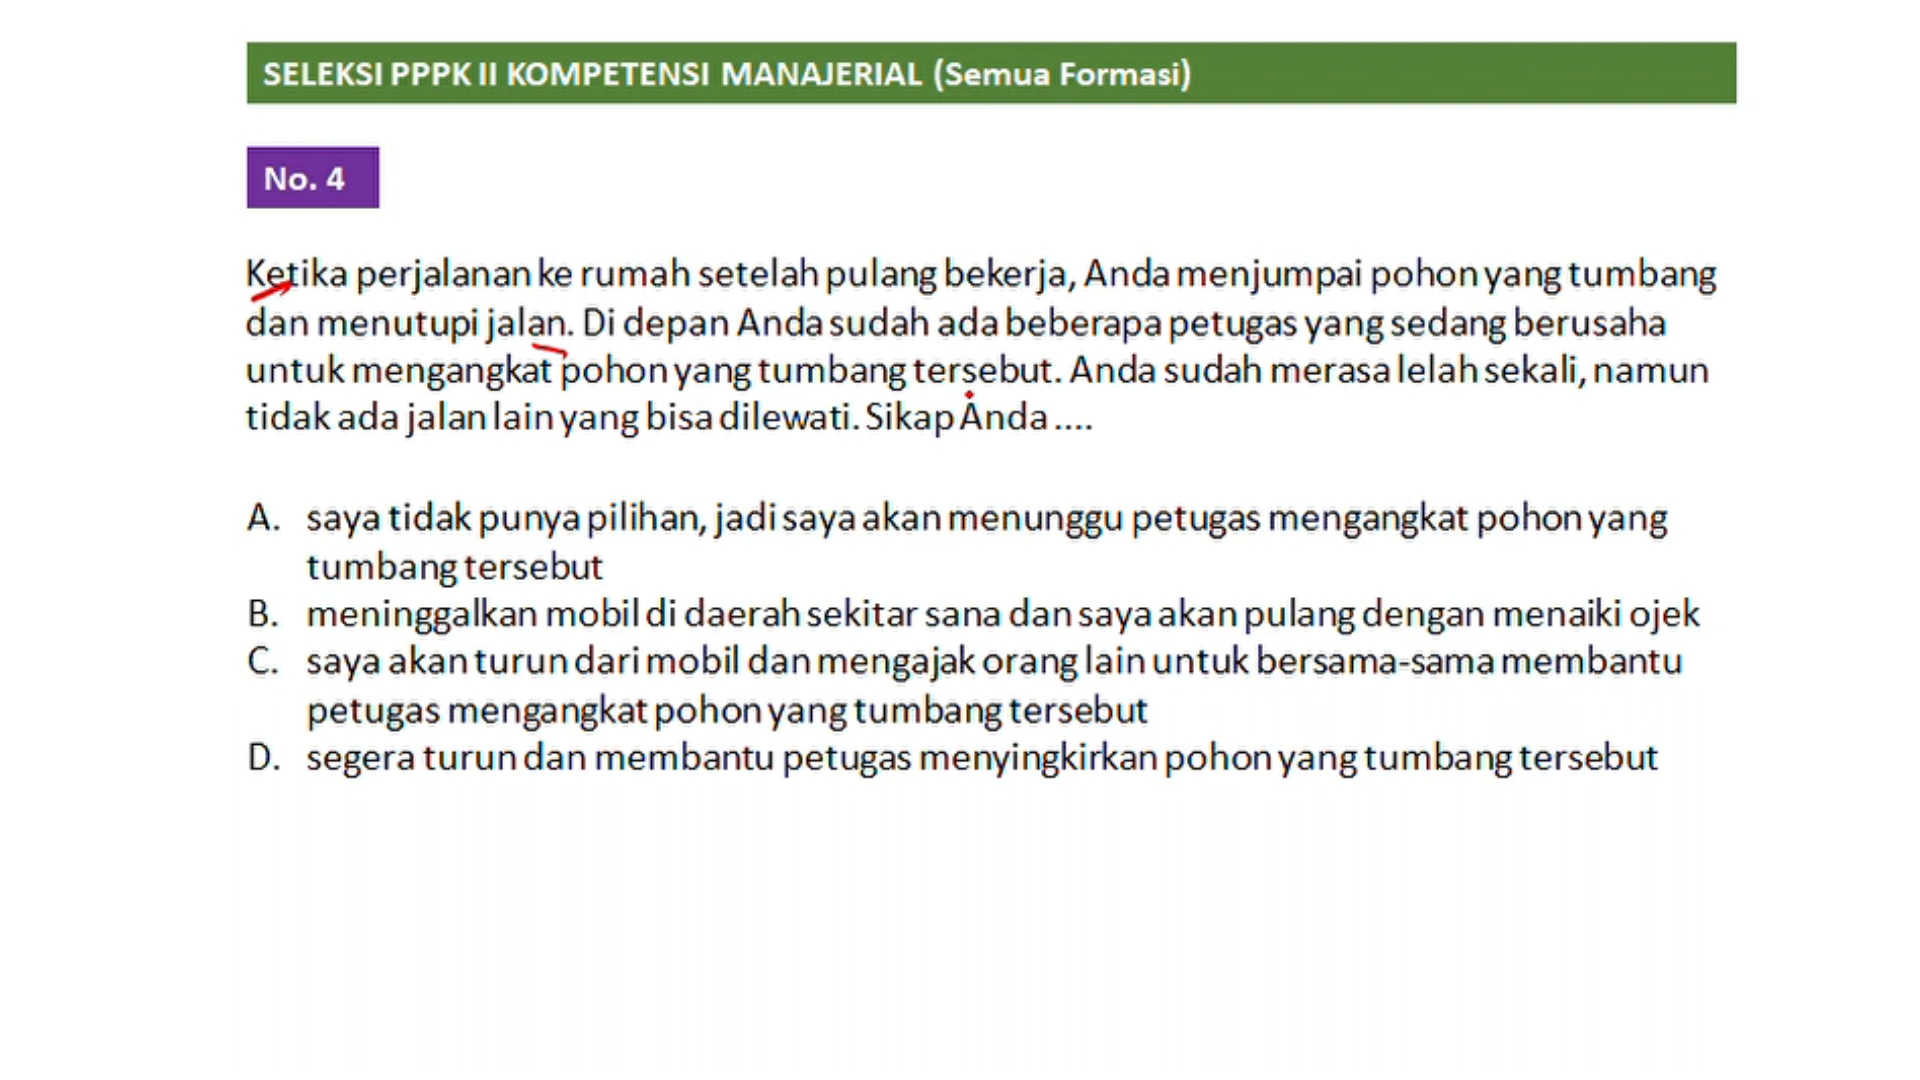 SELEKSI PPPK II KOMPETENSI MANAJERIAL (Semua Formasi)
No. 4
Ketika perjalanan ke rumah setelah pulang bekerja, Anda menjumpai pohon yang tumbang
dan menutupi jalan. Di depan Anda sudah ada beberapa petugas yang sedang berusaha
untuk mengangkat pohon yang tumbang tersebut. Anda sudah merasa lelah sekali, namun
tidak ada jalan lain yang bisa dilewati. Sikap Anda ....
A. saya tidak punya pilihan, jadi saya akan menunggu petugas mengangkat pohon yang
tumbang tersebut
B. meninggalkan mobil di daerah sekitar sana dan saya akan pulang dengan menaiki ojek
C. saya akan turun dari mobil dan mengajak orang lain untuk bersama-sama membantu
petugas mengangkat pohon yang tumbang tersebut
D. segera turun dan membantu petugas menyingkirkan pohon yang tumbang tersebut